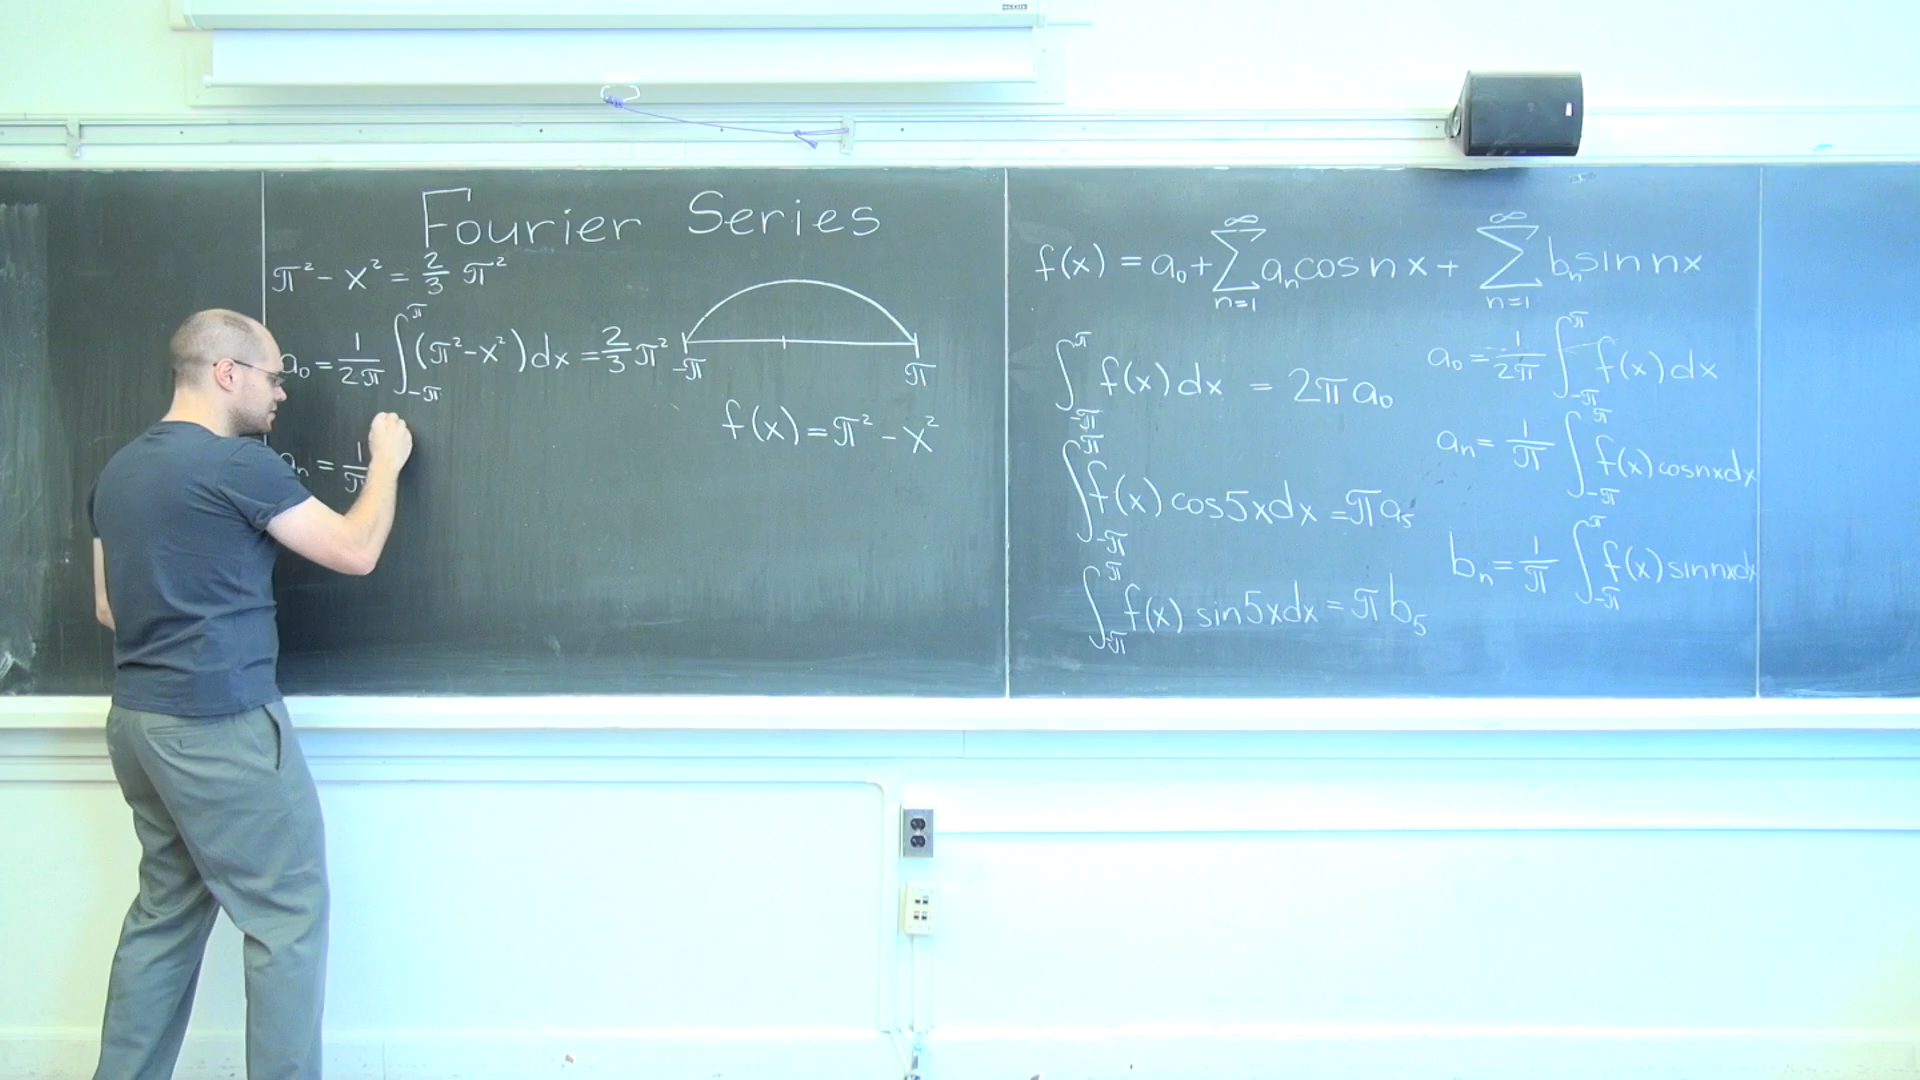 Fourier Series
π² - x² = 2/3 π²
a₀ = 1/2π ∫_{-π}^{π} (π² - x²) dx = 2/3 π²
-π π
f(x) = π² - x²
aₙ = 1/π
f(x) = a₀ + ∑_{n=1}^{∞} aₙ cos nx + ∑_{n=1}^{∞} bₙ sin nx
∫_{-π}^{π} f(x) dx = 2π a₀
∫_{-π}^{π} f(x) cos 5x dx = π a₅
∫_{-π}^{π} f(x) sin 5x dx = π b₅
a₀ = 1/2π ∫_{-π}^{π} f(x) dx
aₙ = 1/π ∫_{-π}^{π} f(x) cos nx dx
bₙ = 1/π ∫_{-π}^{π} f(x) sin nx dx